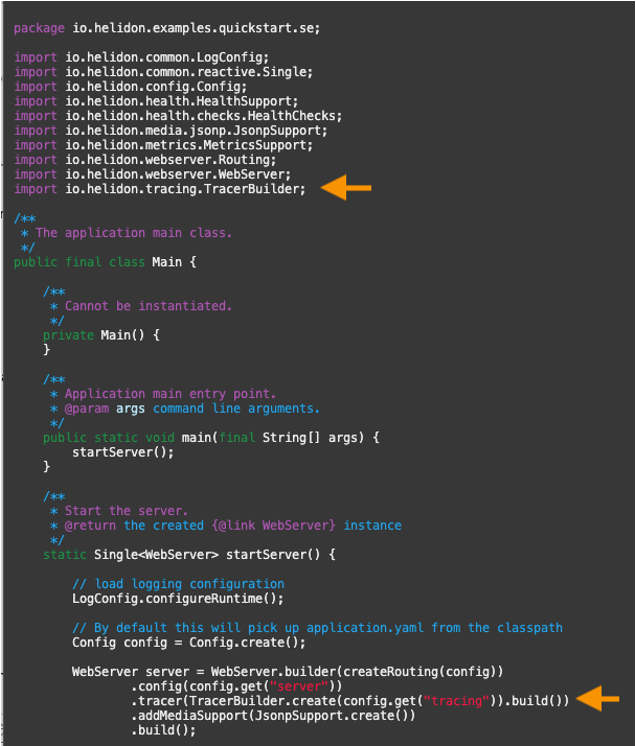 package io.helidon.examples.quickstart.se;
import io.helidon.common.LogConfig;
import io.helidon.common.reactive.Single;
import io.helidon.config.Config;
import io.helidon.health.HealthSupport;
import io.helidon.health.checks.HealthChecks;
import io.helidon.media.jsonp.JsonpSupport;
import io.helidon.metrics.MetricsSupport;
import io.helidon.webserver.Routing;
import io.helidon.webserver.WebServer;
import io.helidon.tracing.TracerBuilder;
/**
 * The application main class.
 */
public final class Main {
    /**
     * Cannot be instantiated.
     */
    private Main() {
    }
    /**
     * Application main entry point.
     * @param args command line arguments.
     */
    public static void main(final String[] args) {
        startServer();
    }
    /**
     * Start the server.
     * @return the created {@link WebServer} instance
     */
    static Single<WebServer> startServer() {
        // load logging configuration
        LogConfig.configureRuntime();
        // By default this will pick up application.yaml from the classpath
        Config config = Config.create();
        WebServer server = WebServer.builder(createRouting(config))
                .config(config.get("server"))
                .tracer(TracerBuilder.create(config.get("tracing")).build())
                .addMediaSupport(JsonpSupport.create())
                .build();